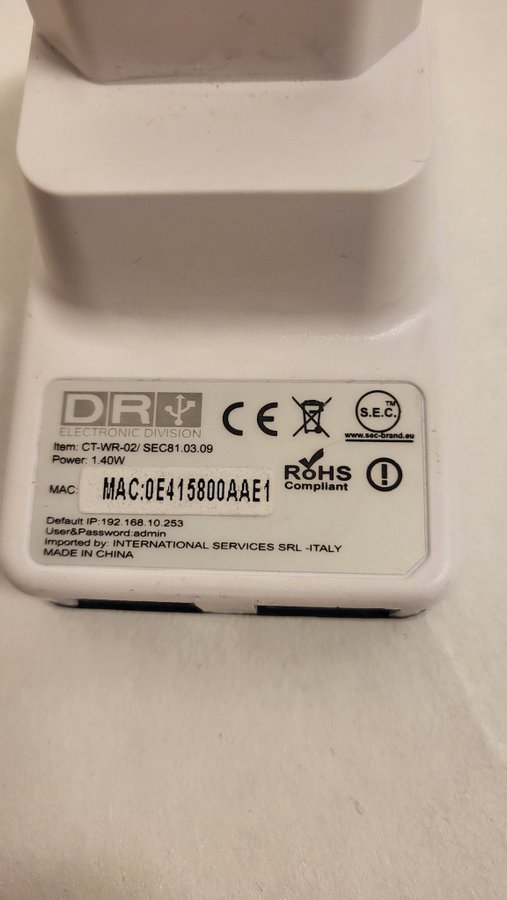 DR
ELECTRONIC DIVISION
CE
S.E.C.™
www.sec-brand.eu
Item: CT-WR-02/ SEC81.03.09
Power: 1.40W
RoHS
Compliant
MAC:
MAC:0E415800AAE1
Default IP:192.168.10.253
User&Password:admin
Imported by: INTERNATIONAL SERVICES SRL -ITALY
MADE IN CHINA